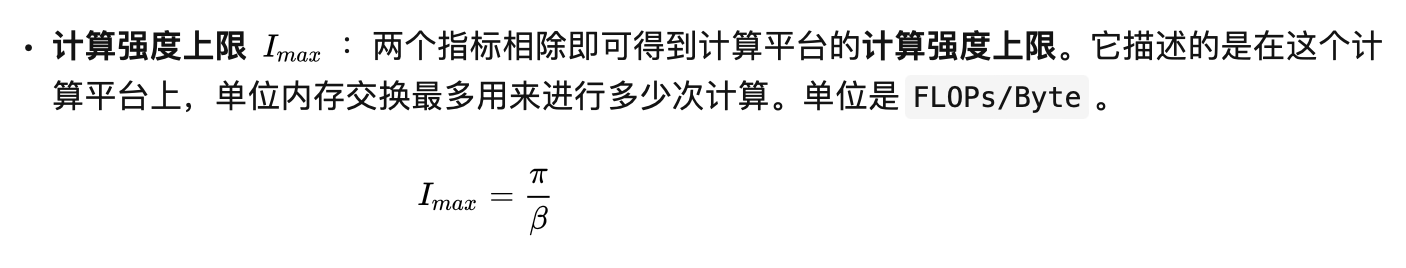 • 计算强度上限 I_{max} ： 两个指标相除即可得到计算平台的计算强度上限。它描述的是在这个计
算平台上，单位内存交换最多用来进行多少次计算。单位是 FLOPs/Byte 。
I_{max} = \frac{π}{β}